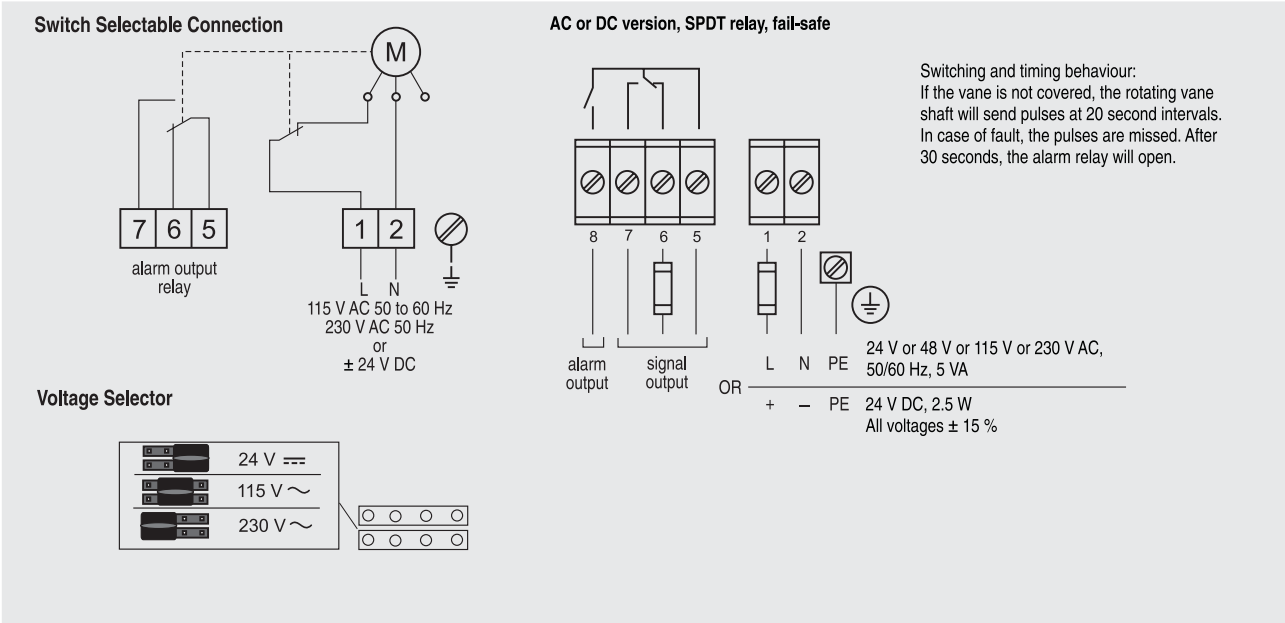 Switch Selectable Connection
M
7 6 5
1 2
alarm output
relay
L N
115 V AC 50 to 60 Hz
230 V AC 50 Hz
or
± 24 V DC
Voltage Selector
24 V
115 V ~
230 V ~
AC or DC version, SPDT relay, fail-safe
8 7 6 5 1 2
alarm
output
signal
output
L N PE
24 V or 48 V or 115 V or 230 V AC,
50/60 Hz, 5 VA
OR
+ – PE
24 V DC, 2.5 W
All voltages ± 15 %
Switching and timing behaviour:
If the vane is not covered, the rotating vane
shaft will send pulses at 20 second intervals.
In case of fault, the pulses are missed. After
30 seconds, the alarm relay will open.